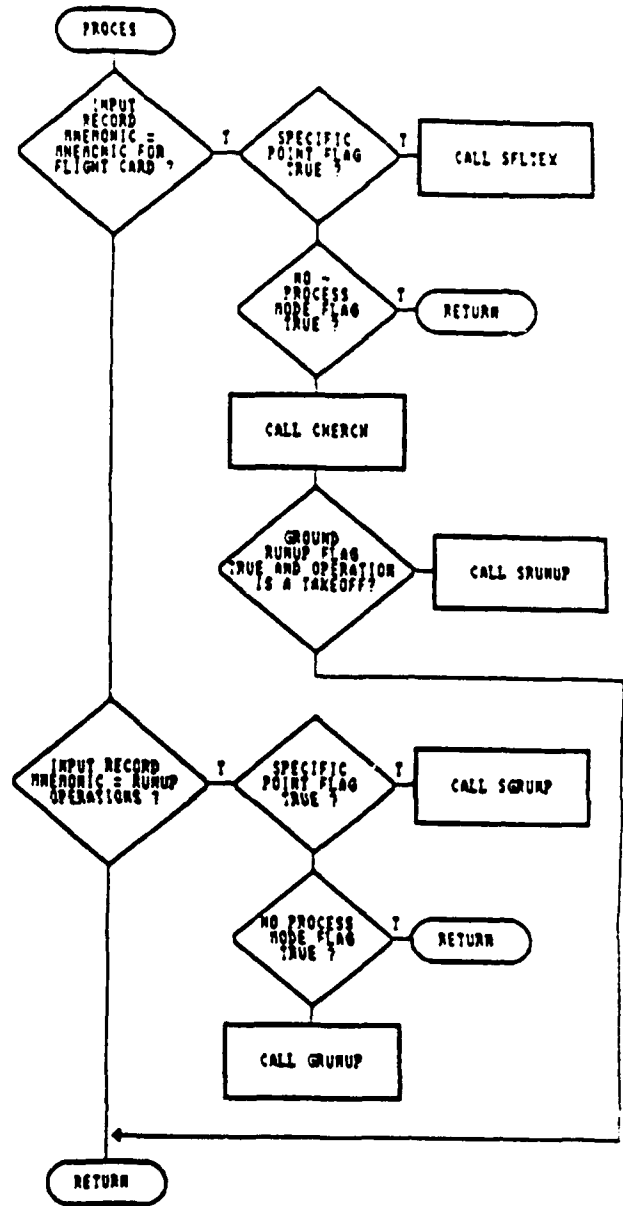 PROCES
INPUT
RECORD
MNEMONIC =
MNEMONIC FOR
FLIGHT CARD ?
T
SPECIFIC
POINT FLAG
TRUE ?
T
CALL SFLTEX
NO -
PROCESS
MODE FLAG
TRUE ?
T
RETURN
CALL CHERCN
GROUND
RUNUP FLAG
TRUE AND OPERATION
IS A TAKEOFF?
CALL SRUNUP
INPUT RECORD
MNEMONIC = RUNUP
OPERATIONS ?
T
SPECIFIC
POINT FLAG
TRUE ?
T
CALL SGRUNP
NO PROCESS
MODE FLAG
TRUE ?
T
RETURN
CALL GRUNUP
RETURN